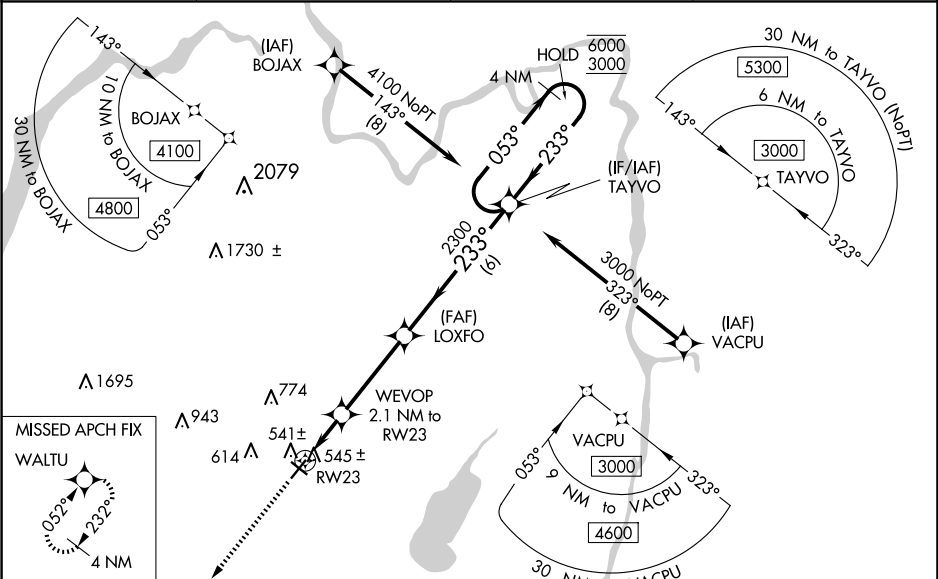 143°
BOJAX
10 NM to BOJAX
4100
30 NM to BOJAX
4800
053°
2079
1730 ±
(IAF)
BOJAX
4100 NoPT
143°
(8)
HOLD
6000
3000
4 NM
053°
233°
(IF/IAF)
TAYVO
30 NM to TAYVO (NoPT)
5300
143°
6 NM to TAYVO
3000
TAYVO
323°
2300
233°
(6)
3000 NoPT
323°
(8)
(IAF)
VACPU
(FAF)
LOXFO
1695
943
774
WEVOP
2.1 NM to
RW23
541±
614
545 ±
RW23
MISSED APCH FIX
WALTU
052°
232°
4 NM
VACPU
053°
3000
323°
9 NM to VACPU
4600
30 NM to VACPU